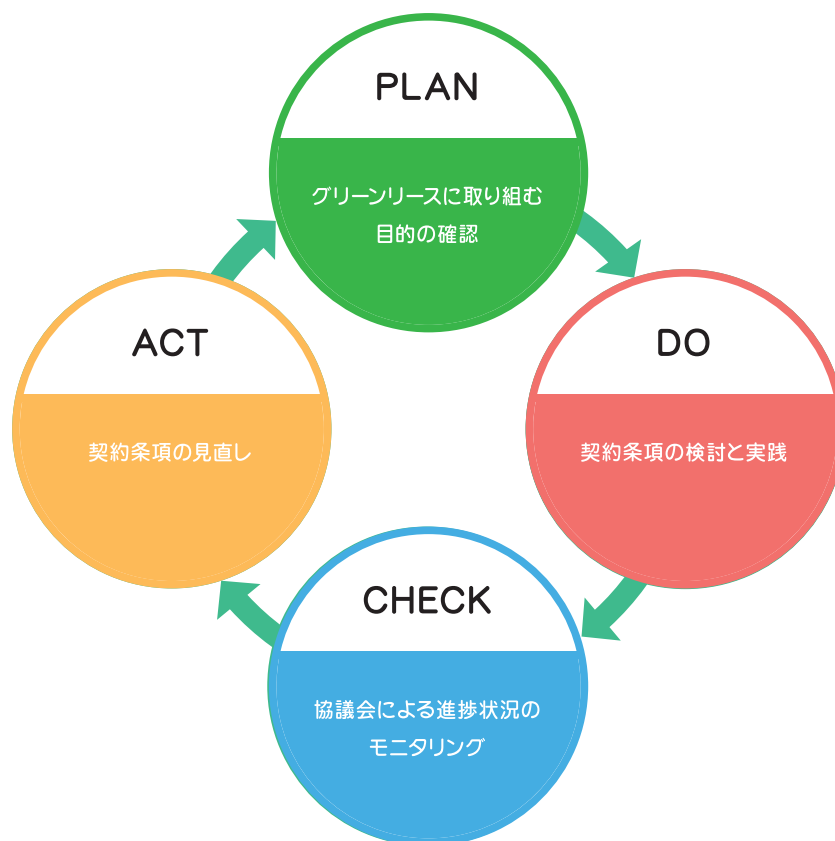 PLAN
グリーンリースに取り組む
目的の確認
DO
契約条項の検討と実践
CHECK
協議会による進捗状況の
モニタリング
ACT
契約条項の見直し